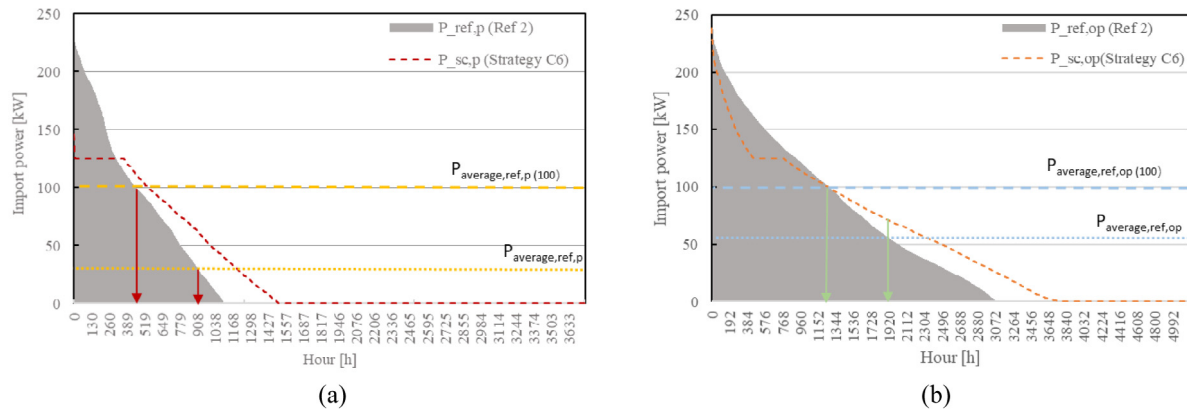 250
200
150
100
50
0
Import power [kW]
P_ref,p (Ref 2)
P_sc,p (Strategy C6)
P average,ref,p (100)
P average,ref,p
0 130 389 519 649 779 908 1038 1168 1298 1427 1557 1687 1817 1946 2076 2206 2336 2465 2595 2725 2855 2984 3114 3244 3374 3503 3633
Hour [h]
(a)
250
200
150
100
50
0
Import power [kW]
P_ref,op (Ref 2)
P_sc,op(Strategy C6)
P average,ref,op (100)
P average,ref,op
0 192 384 576 768 960 1152 1344 1536 1728 1920 2112 2304 2496 2688 2880 3072 3264 3456 3648 3840 4032 4224 4416 4608 4800 4992
Hour [h]
(b)